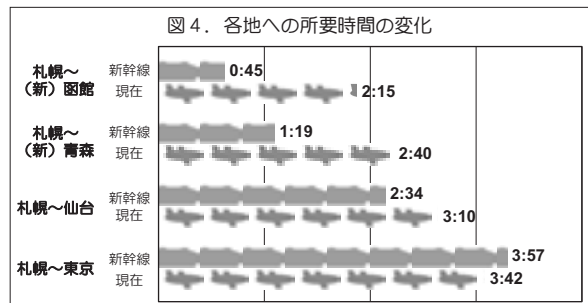 図４．各地への所要時間の変化
札幌～
（新）函館
新幹線 0:45
現在 2:15
札幌～
（新）青森
新幹線 1:19
現在 2:40
札幌～仙台
新幹線 2:34
現在 3:10
札幌～東京
新幹線 3:57
現在 3:42